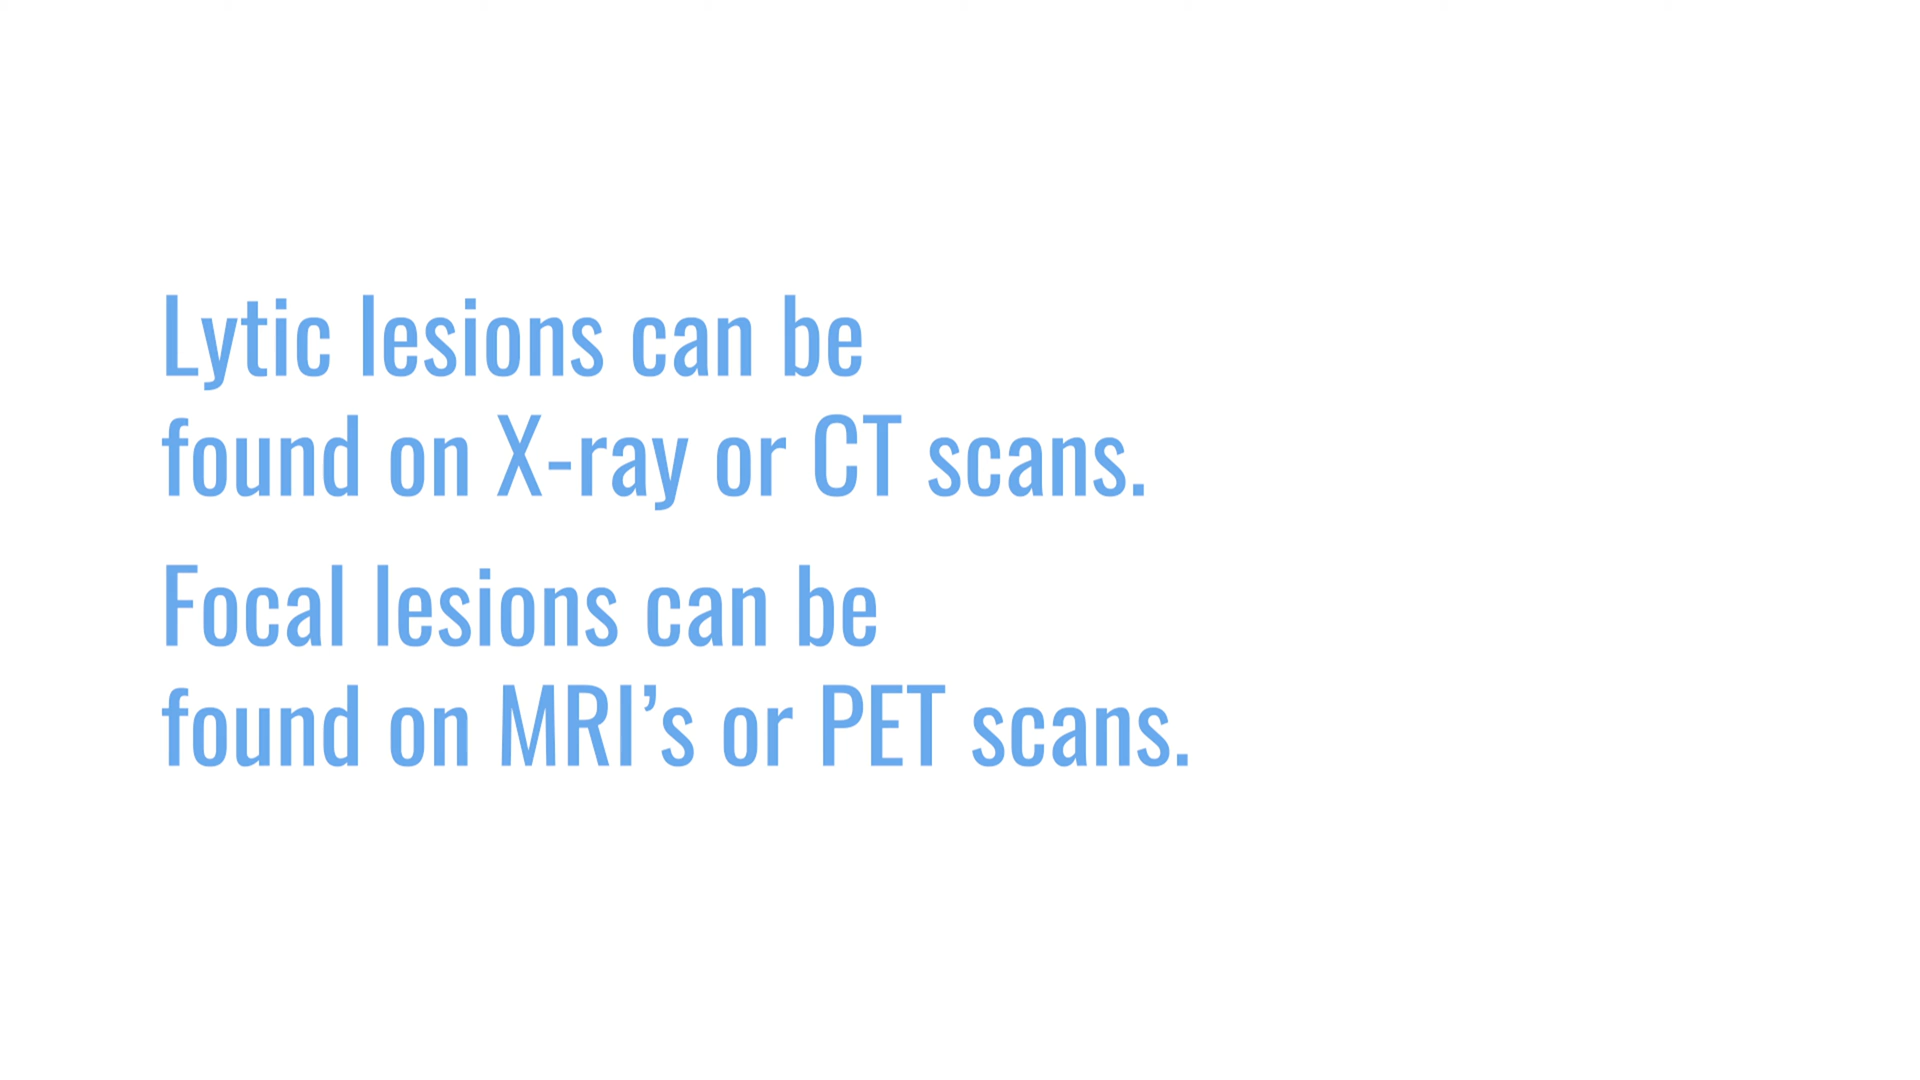 Lytic lesions can be
found on X-ray or CT scans.
Focal lesions can be
found on MRI’s or PET scans.